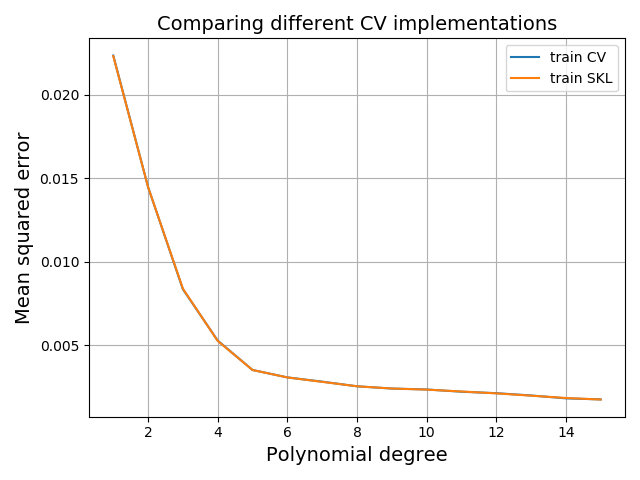 Comparing different CV implementations
train CV
train SKL
Mean squared error
0.020
0.015
0.010
0.005
2 4 6 8 10 12 14
Polynomial degree